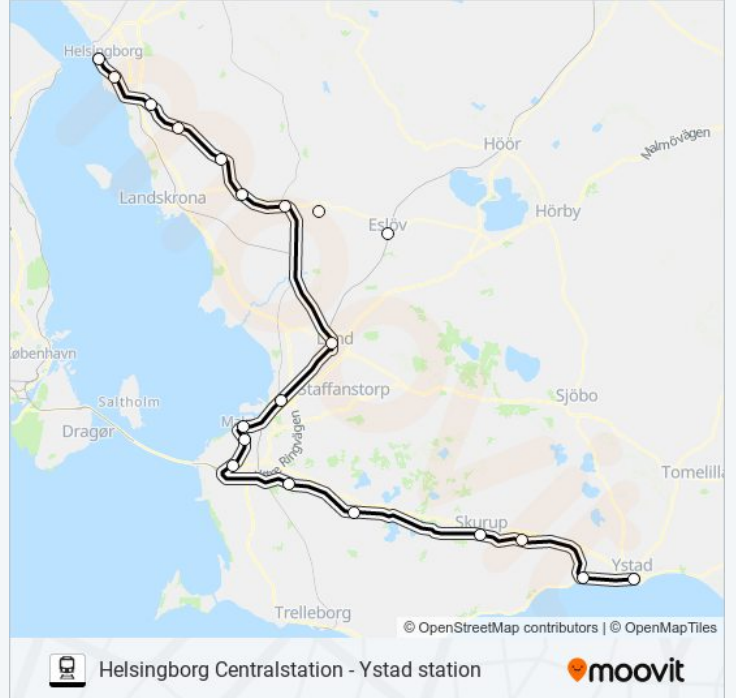 Helsingborg
Höör
Malmövägen
Landskrona
Hörby
Eslöv
Lund
København
Staffanstorp
Sjöbo
Saltholm
Dragør
Ringvägen
Tomelilla
Skurup
Ystad
Trelleborg
© OpenStreetMap contributors | © OpenMapTiles
Helsingborg Centralstation - Ystad station
moovit